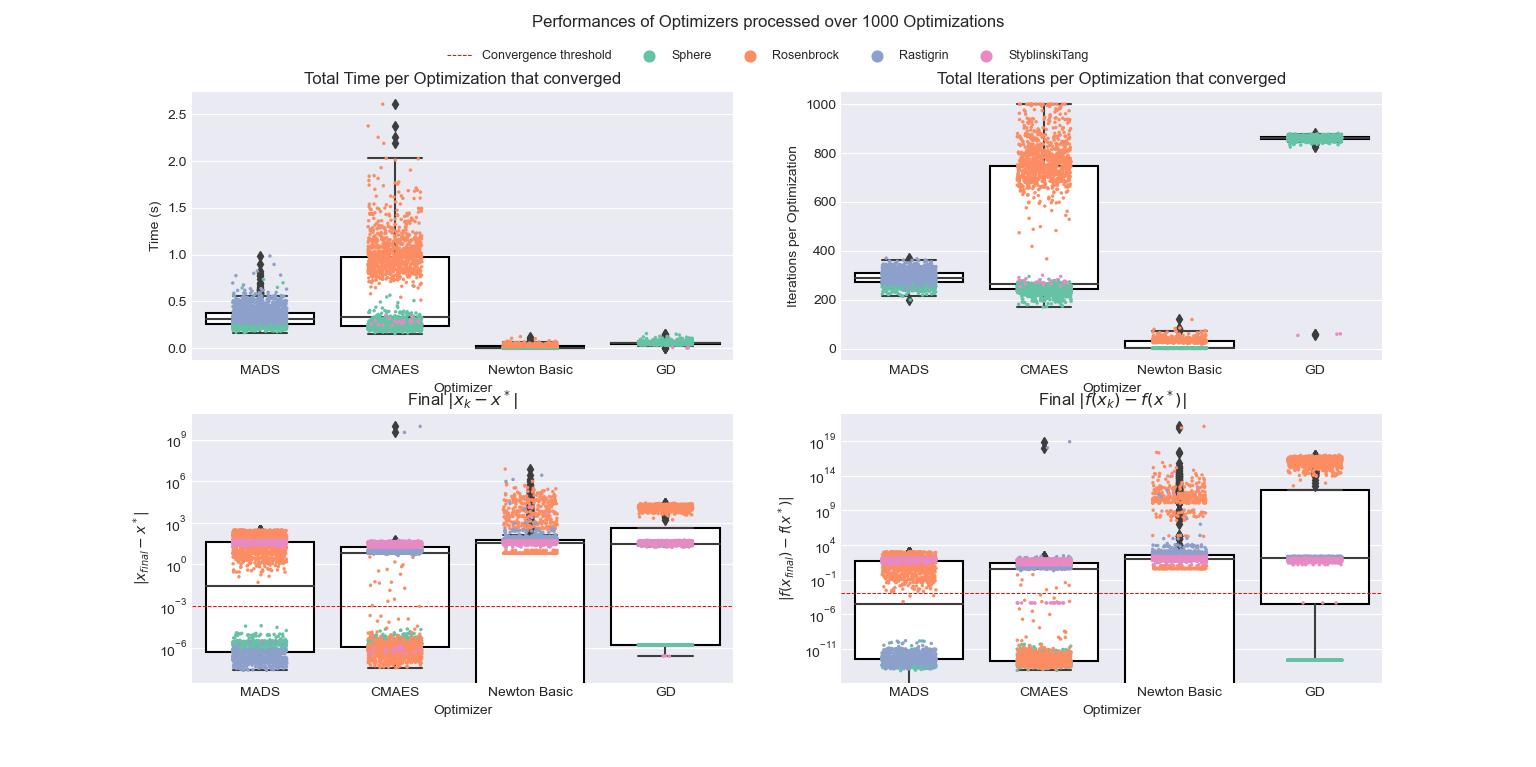 Performances of Optimizers processed over 1000 Optimizations
Convergence threshold Sphere Rosenbrock Rastigrin StyblinskiTang
Total Time per Optimization that converged
Time (s)
2.5
2.0
1.5
1.0
0.5
0.0
MADS CMAES Newton Basic GD
Optimizer
Total Iterations per Optimization that converged
Iterations per Optimization
1000
800
600
400
200
0
MADS CMAES Newton Basic GD
Optimizer
Final |x_k − x^*|
|x_{final} − x^*|
10^9
10^6
10^3
10^0
10^−3
10^−6
MADS CMAES Newton Basic GD
Optimizer
Final |f(x_k) − f(x^*)|
|f(x_{final}) − f(x^*)|
10^19
10^14
10^9
10^4
10^−1
10^−6
10^−11
MADS CMAES Newton Basic GD
Optimizer